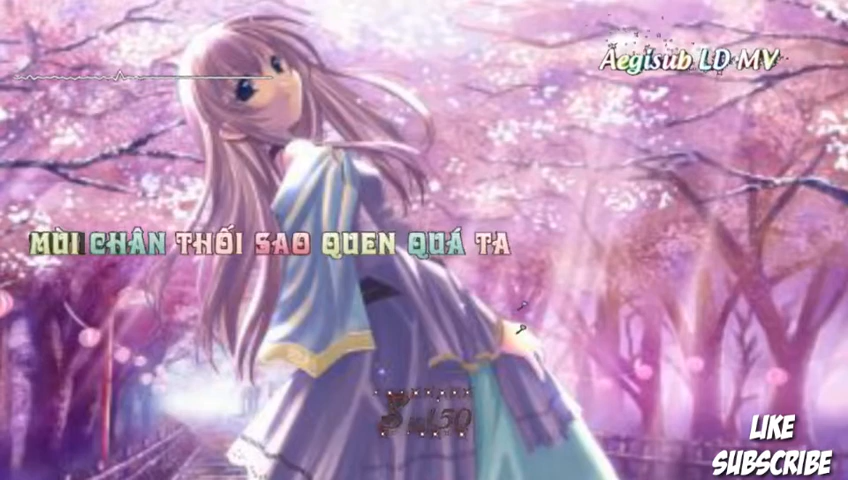 Aegisub LD MV
MÙI CHÂN THỐI SAO QUEN QUÁ TA
LIKE
SUBSCRIBE